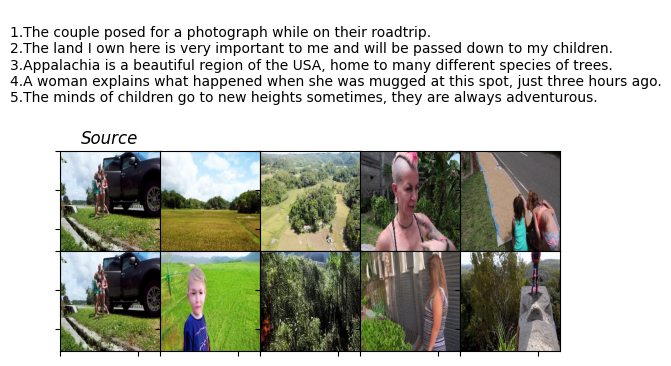 1.The couple posed for a photograph while on their roadtrip.
2.The land I own here is very important to me and will be passed down to my children.
3.Appalachia is a beautiful region of the USA, home to many different species of trees.
4.A woman explains what happened when she was mugged at this spot, just three hours ago.
5.The minds of children go to new heights sometimes, they are always adventurous.
Source